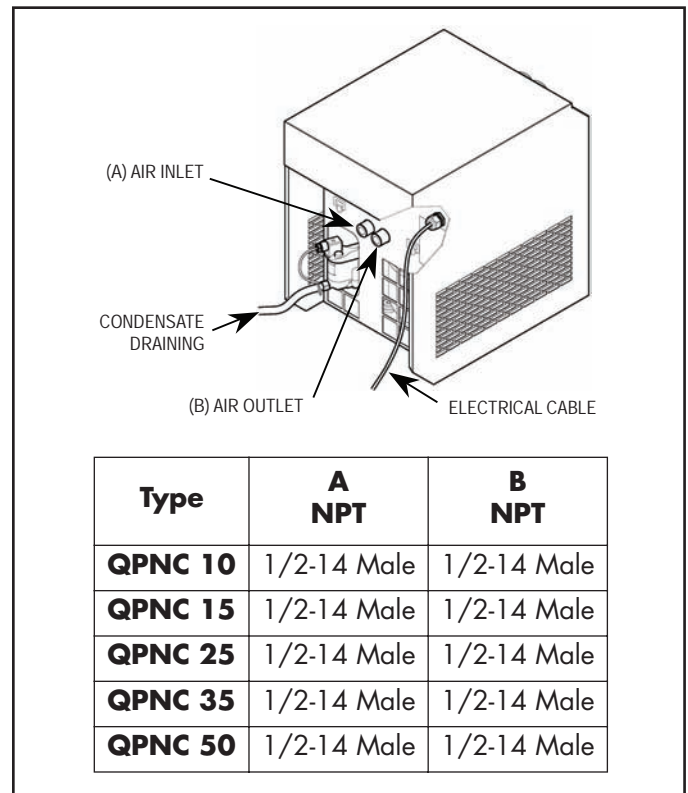 (A) AIR INLET
CONDENSATE
DRAINING
(B) AIR OUTLET
ELECTRICAL CABLE
Type A NPT B NPT
QPNC 10 1/2-14 Male 1/2-14 Male
QPNC 15 1/2-14 Male 1/2-14 Male
QPNC 25 1/2-14 Male 1/2-14 Male
QPNC 35 1/2-14 Male 1/2-14 Male
QPNC 50 1/2-14 Male 1/2-14 Male